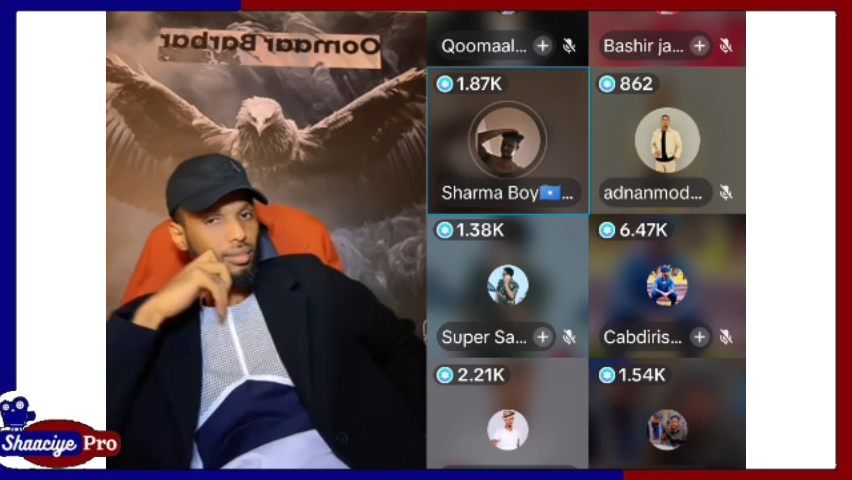 Oomaar Barbar
Qoomaal...
Bashir ja...
1.87K
862
Sharma Boy🇸🇴...
adnanmod...
1.38K
6.47K
Super Sa...
Cabdiris...
2.21K
1.54K
Shaaciye Pro